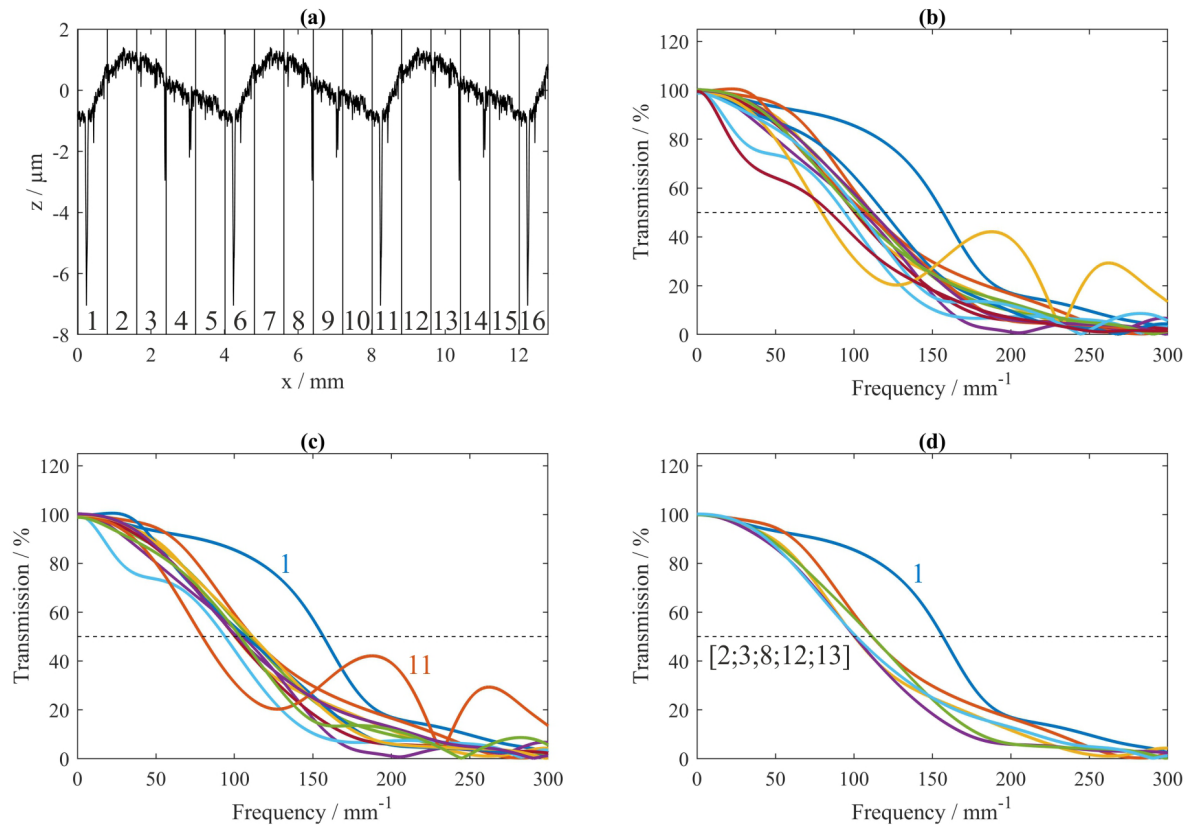 (a)
2
0
-2
-4
-6
-8
z / μm
1 2 3 4 5 6 7 8 9 10 11 12 13 14 15 16
0 2 4 6 8 10 12
x / mm
(b)
120
100
80
60
40
20
0
Transmission / %
0 50 100 150 200 250 300
Frequency / mm-1
(c)
120
100
80
60
40
20
0
Transmission / %
1
11
0 50 100 150 200 250 300
Frequency / mm-1
(d)
120
100
80
60
40
20
0
Transmission / %
1
[2;3;8;12;13]
0 50 100 150 200 250 300
Frequency / mm-1